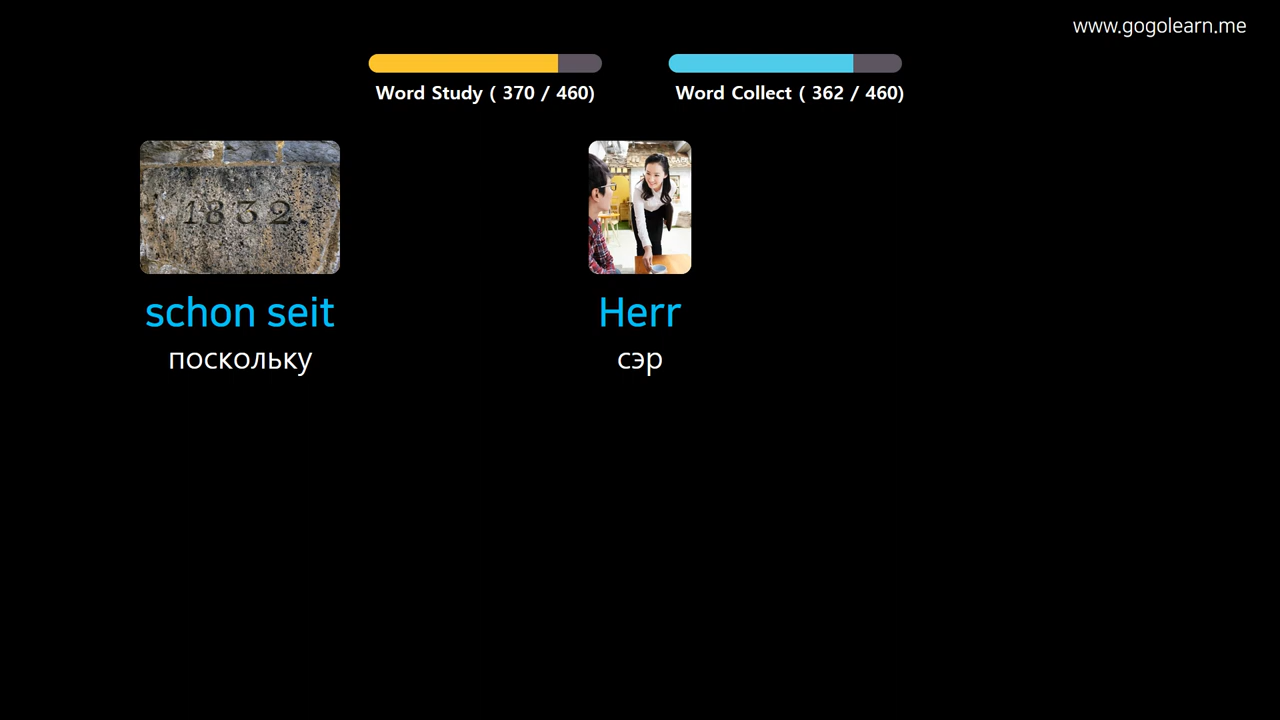 www.gogolearn.me
Word Study ( 370 / 460)
Word Collect ( 362 / 460)
1832.
schon seit
поскольку
Herr
сэр